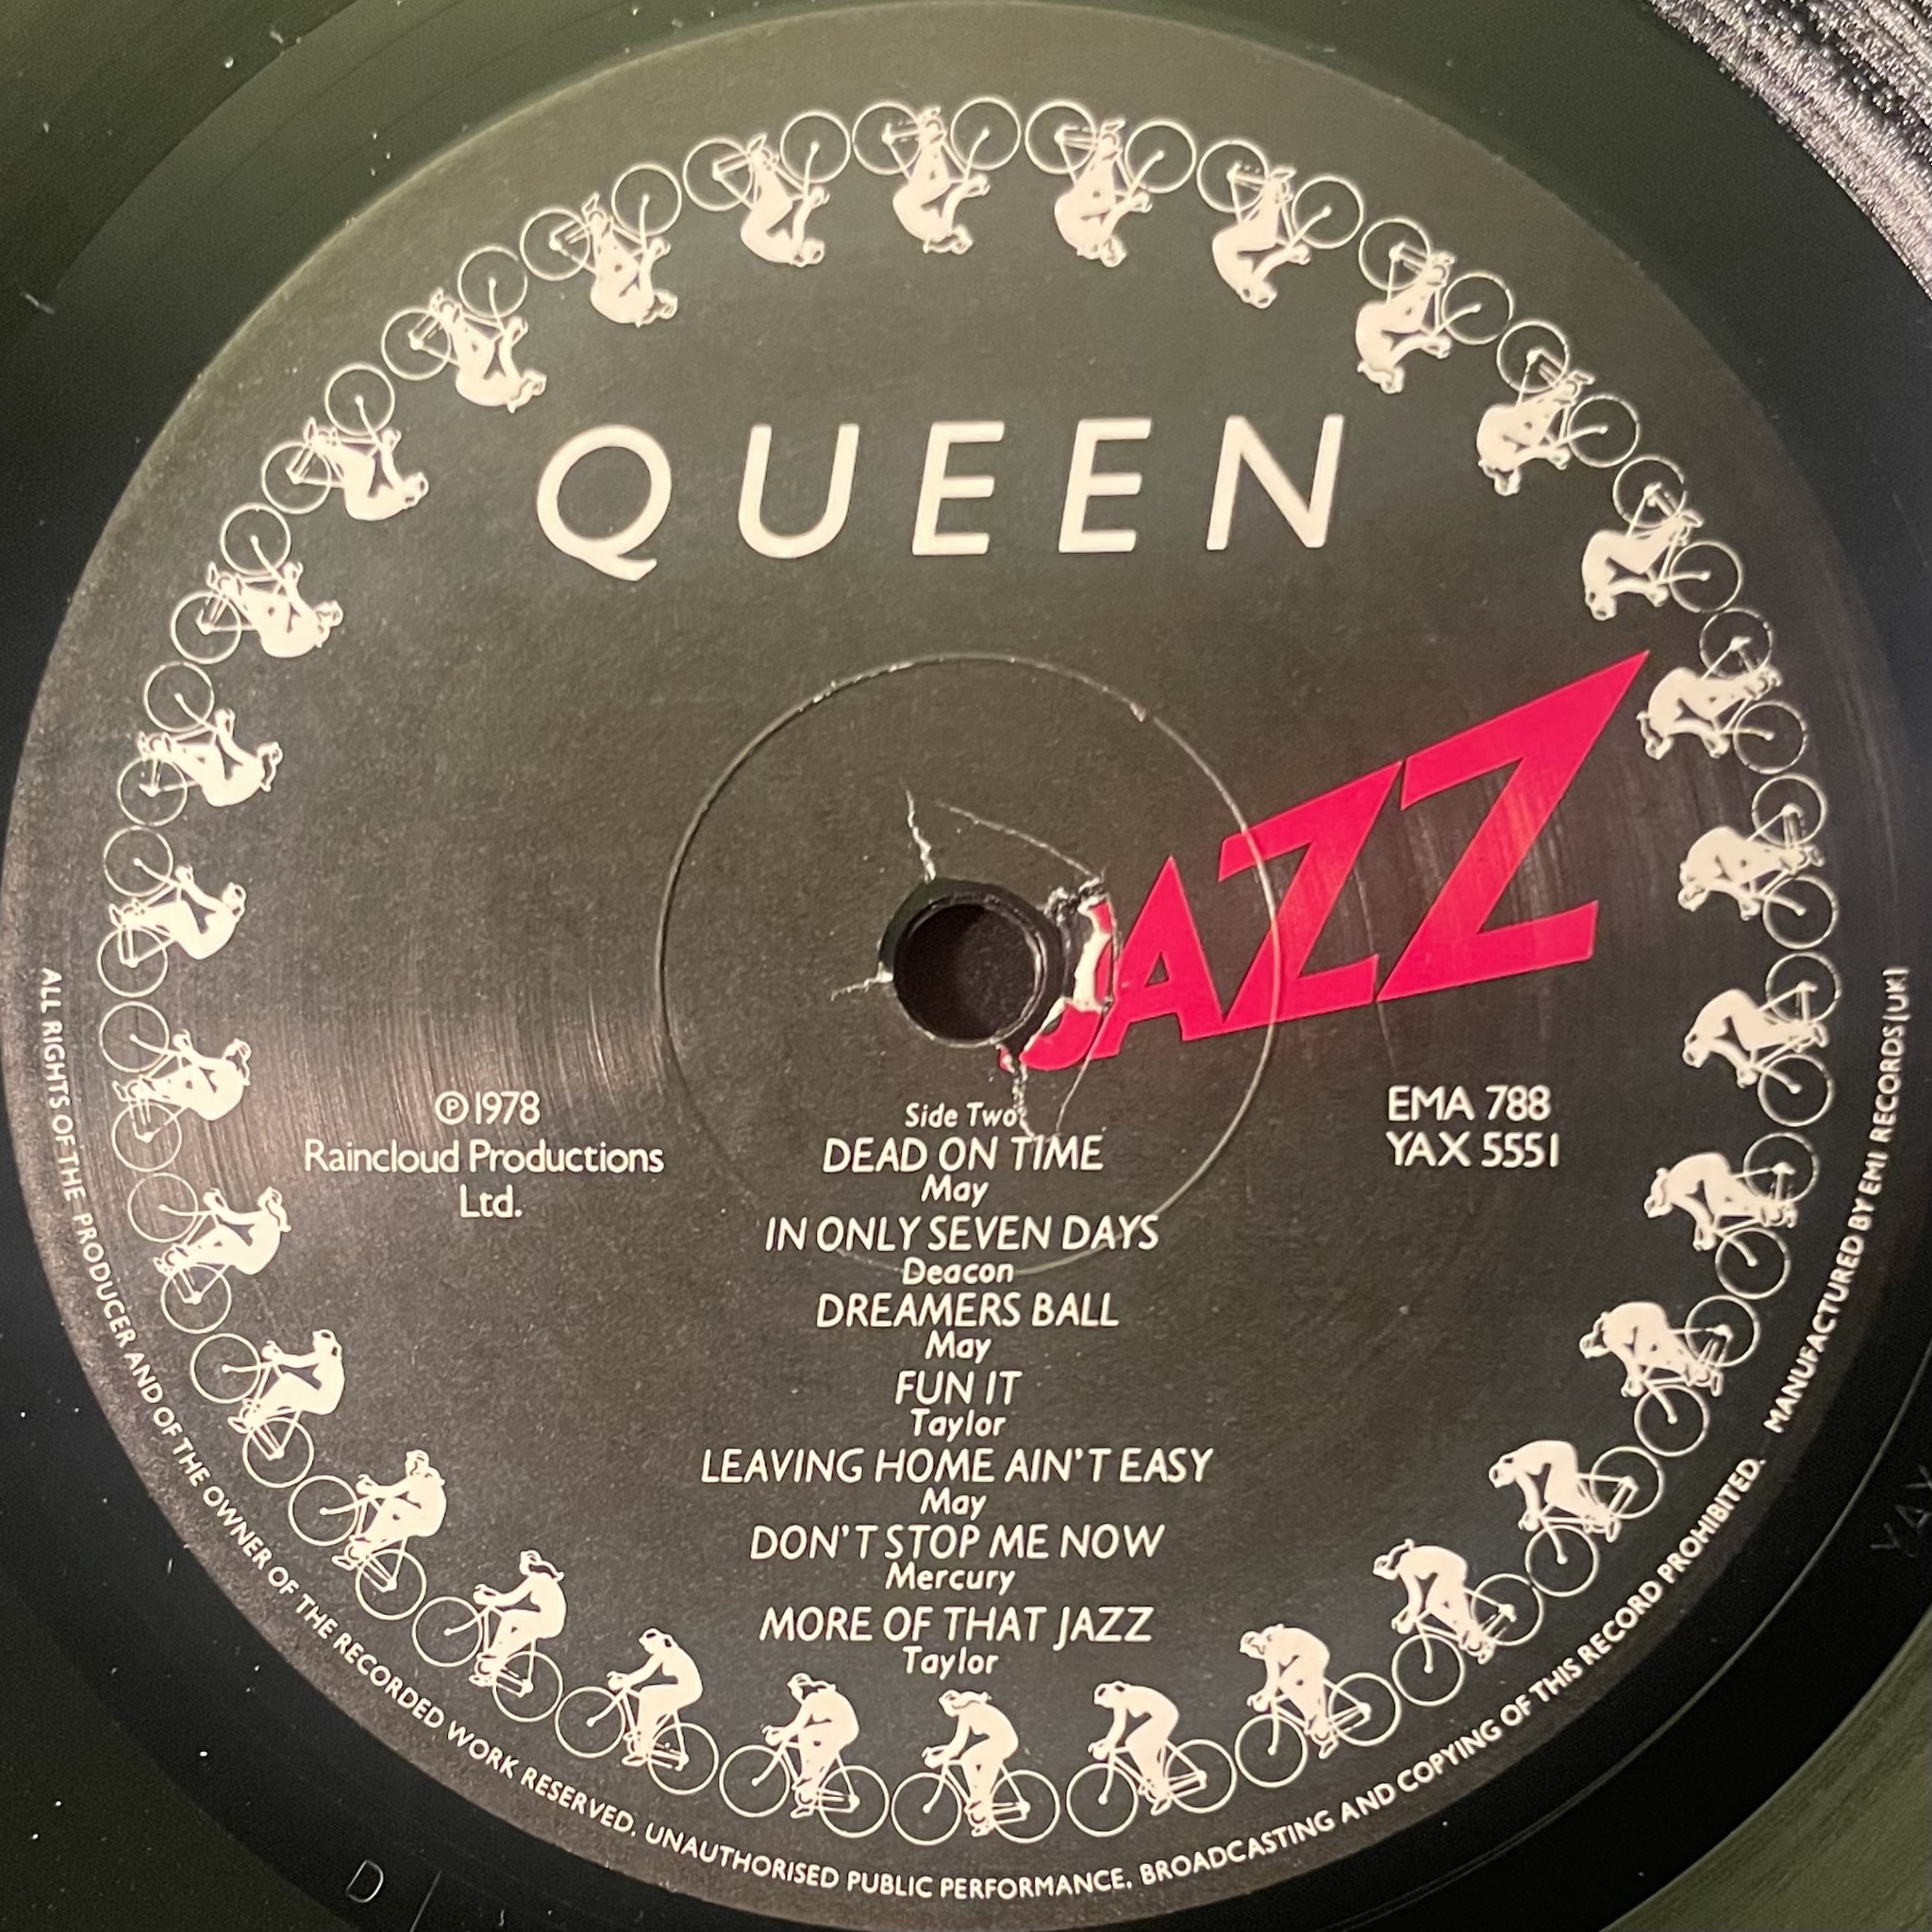 QUEEN
JAZZ
Ⓟ1978
Raincloud Productions
Ltd.
EMA 788
YAX 5551
Side Two
DEAD ON TIME
May
IN ONLY SEVEN DAYS
Deacon
DREAMERS BALL
May
FUN IT
Taylor
LEAVING HOME AIN'T EASY
May
DON'T STOP ME NOW
Mercury
MORE OF THAT JAZZ
Taylor
ALL RIGHTS OF THE PRODUCER AND OF THE OWNER OF THE RECORDED WORK RESERVED. UNAUTHORISED PUBLIC PERFORMANCE, BROADCASTING AND COPYING OF THIS RECORD PROHIBITED. MANUFACTURED BY EMI RECORDS (UK)
D